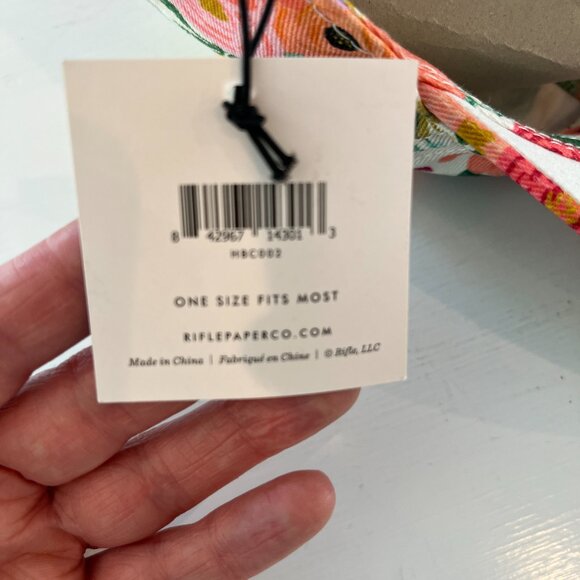 8 42967 14301 3
HBC002
ONE SIZE FITS MOST
RIFLEPAPERCO.COM
Made in China | Fabriqué en Chine | © Rifle, LLC